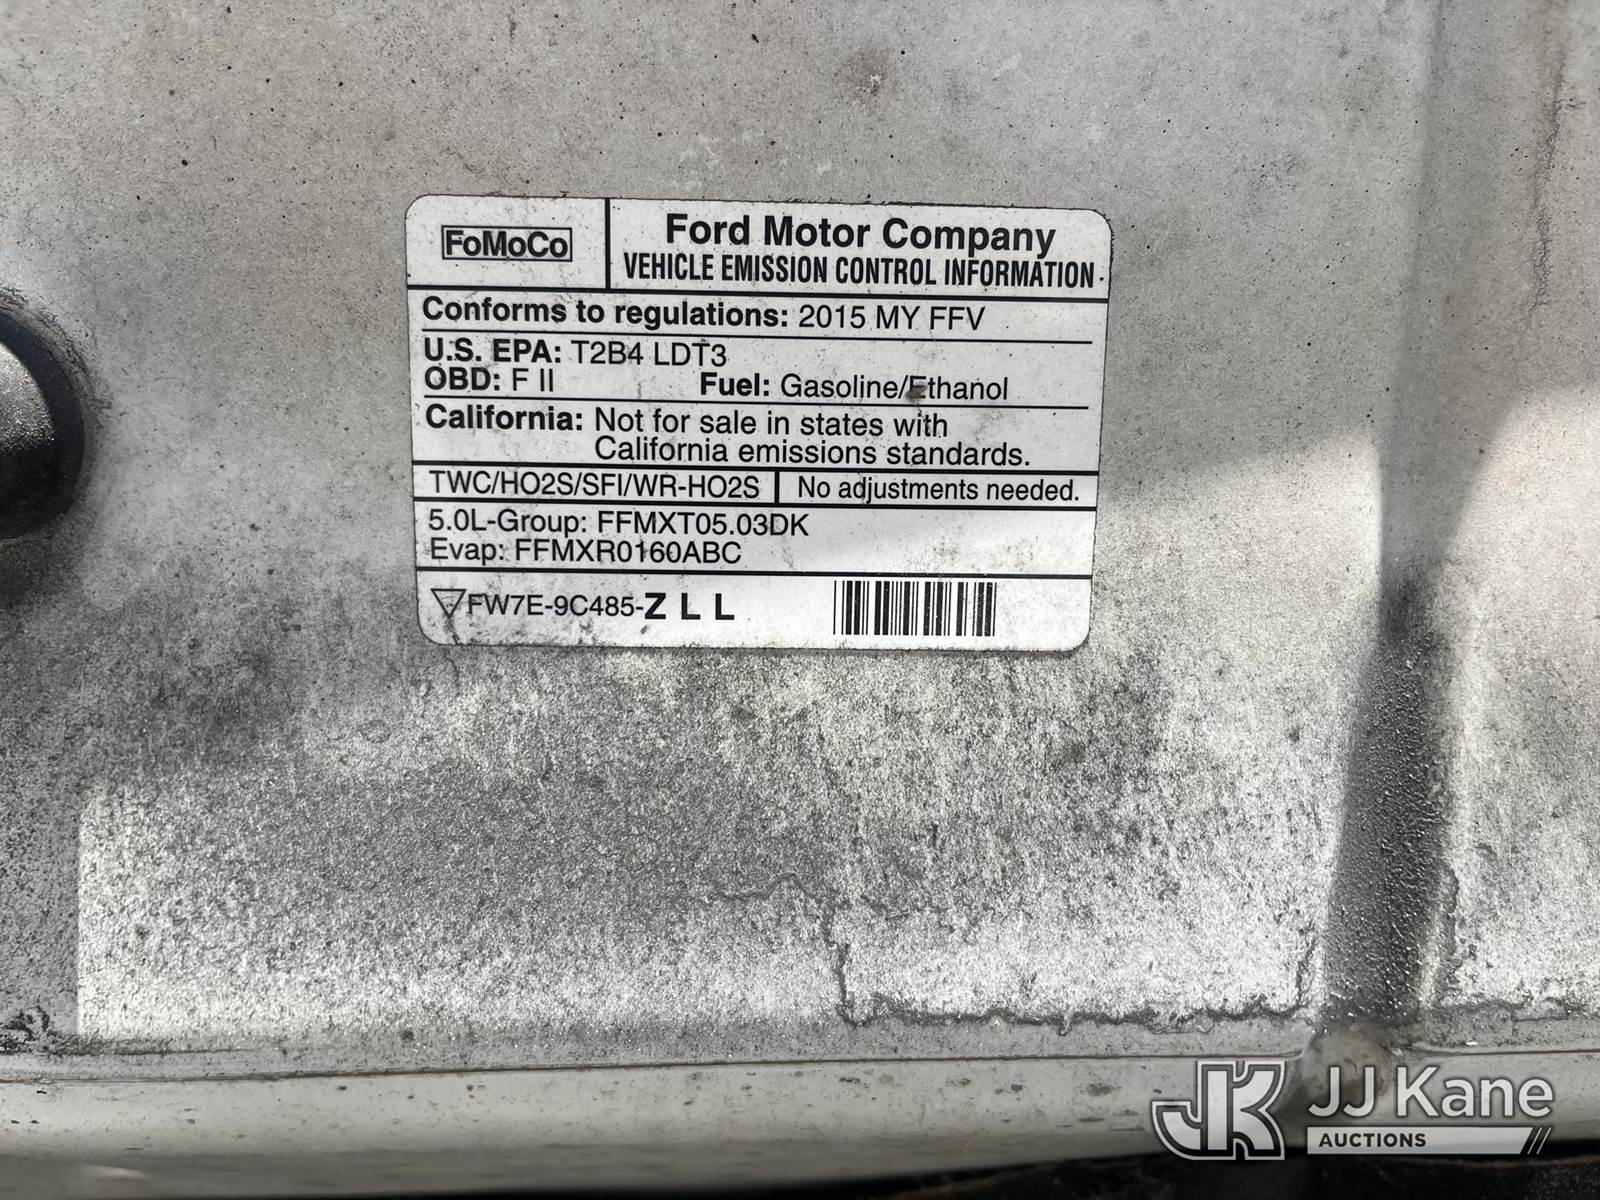 FoMoCo
Ford Motor Company
VEHICLE EMISSION CONTROL INFORMATION
Conforms to regulations: 2015 MY FFV
U.S. EPA: T2B4 LDT3
OBD: F II Fuel: Gasoline/Ethanol
California: Not for sale in states with
California emissions standards.
TWC/HO2S/SFI/WR-HO2S No adjustments needed.
5.0L-Group: FFMXT05.03DK
Evap: FFMXR0160ABC
FW7E-9C485-Z L L
JK JJ Kane
AUCTIONS